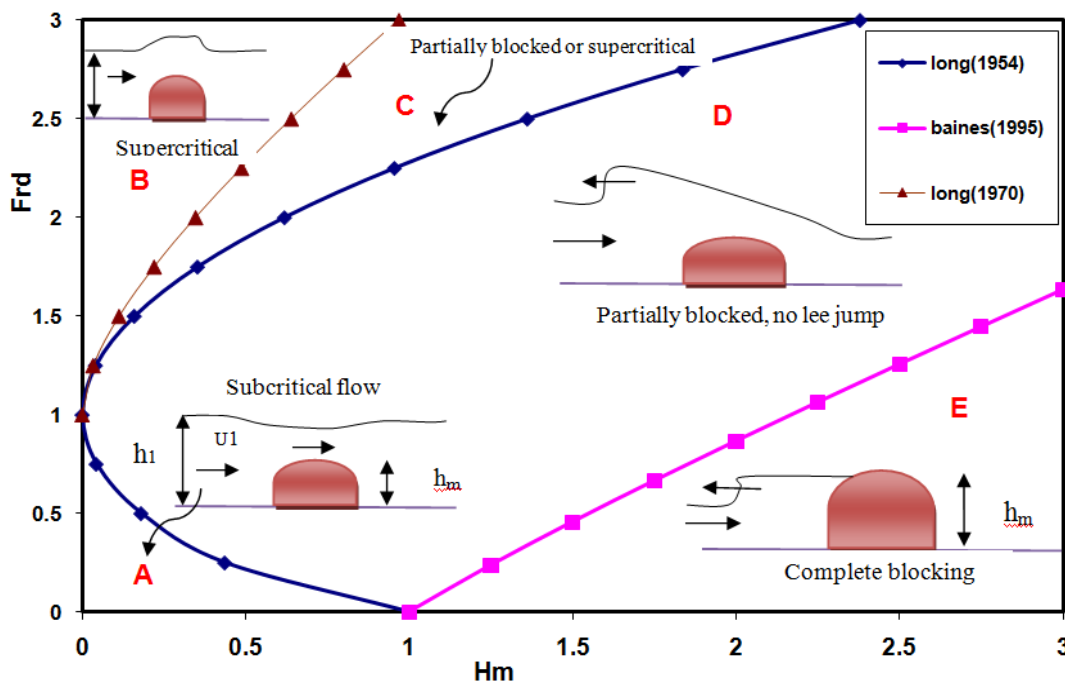 3
2.5
2
1.5
1
0.5
0
Frd
0
0.5
1
1.5
2
2.5
3
Hm
Supercritical
B
Partially blocked or supercritical
C
D
long(1954)
baines(1995)
long(1970)
Partially blocked, no lee jump
Subcritical flow
h1
U1
hm
A
E
hm
Complete blocking